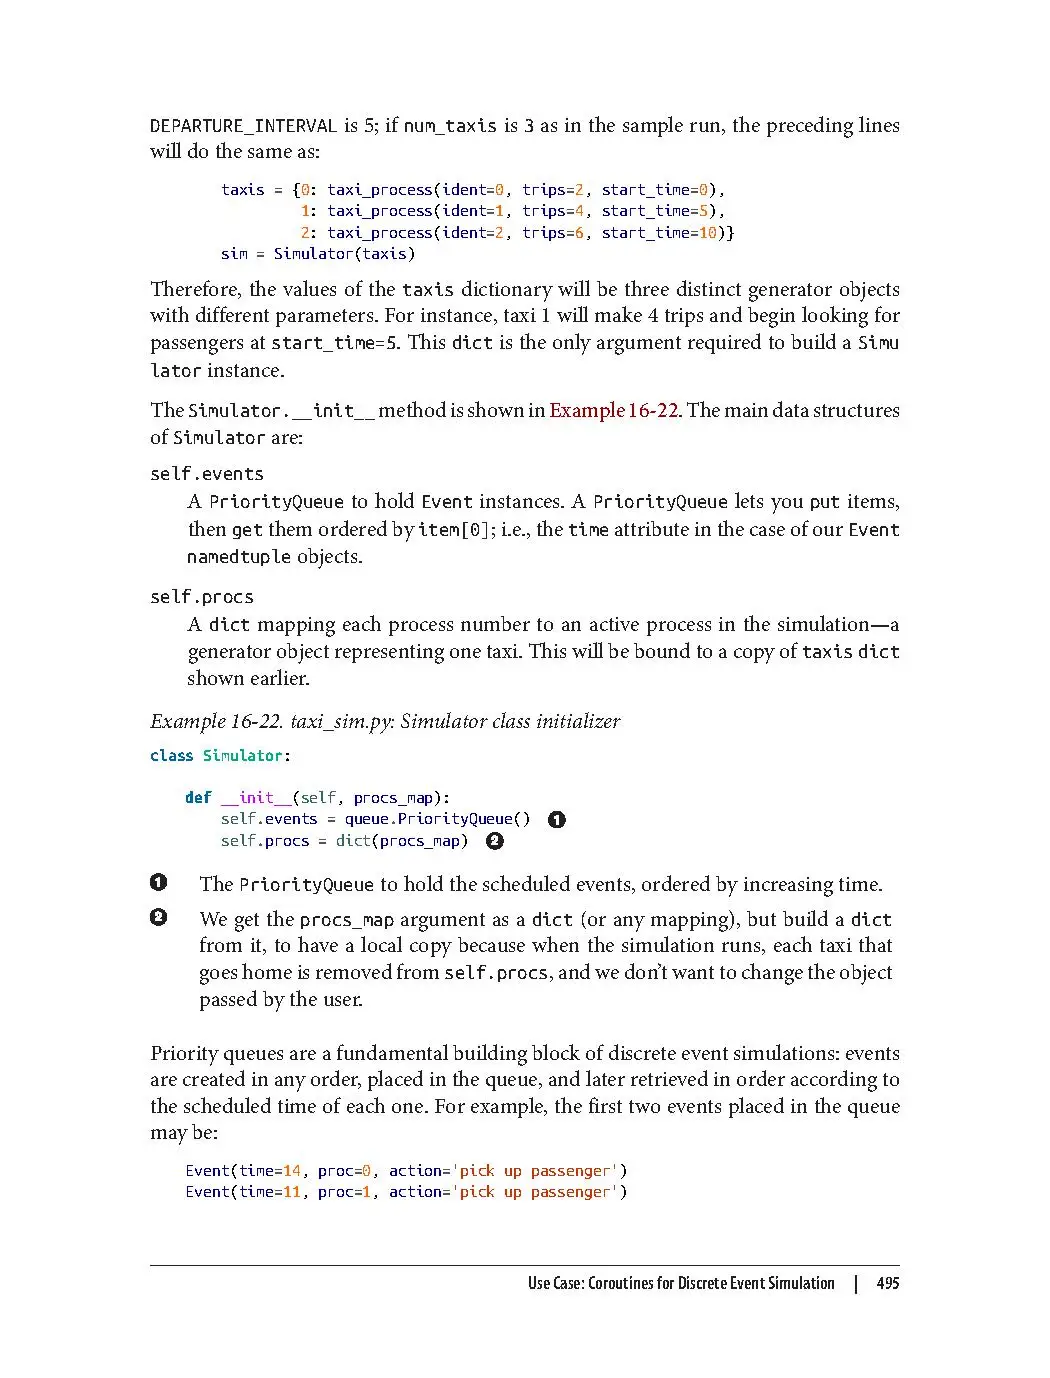 DEPARTURE_INTERVAL is 5; if num_taxis is 3 as in the sample run, the preceding lines
will do the same as:
taxis = {0: taxi_process(ident=0, trips=2, start_time=0),
1: taxi_process(ident=1, trips=4, start_time=5),
2: taxi_process(ident=2, trips=6, start_time=10)}
sim = Simulator(taxis)
Therefore, the values of the taxis dictionary will be three distinct generator objects
with different parameters. For instance, taxi 1 will make 4 trips and begin looking for
passengers at start_time=5. This dict is the only argument required to build a Simu
lator instance.
The Simulator.__init__ method is shown in Example 16-22. The main data structures
of Simulator are:
self.events
A PriorityQueue to hold Event instances. A PriorityQueue lets you put items,
then get them ordered by item[0]; i.e., the time attribute in the case of our Event
namedtuple objects.
self.procs
A dict mapping each process number to an active process in the simulation—a
generator object representing one taxi. This will be bound to a copy of taxis dict
shown earlier.
Example 16-22. taxi_sim.py: Simulator class initializer
class Simulator:
def __init__(self, procs_map):
self.events = queue.PriorityQueue() ❶
self.procs = dict(procs_map) ❷
❶ The PriorityQueue to hold the scheduled events, ordered by increasing time.
❷ We get the procs_map argument as a dict (or any mapping), but build a dict
from it, to have a local copy because when the simulation runs, each taxi that
goes home is removed from self.procs, and we don’t want to change the object
passed by the user.
Priority queues are a fundamental building block of discrete event simulations: events
are created in any order, placed in the queue, and later retrieved in order according to
the scheduled time of each one. For example, the first two events placed in the queue
may be:
Event(time=14, proc=0, action='pick up passenger')
Event(time=11, proc=1, action='pick up passenger')
Use Case: Coroutines for Discrete Event Simulation | 495